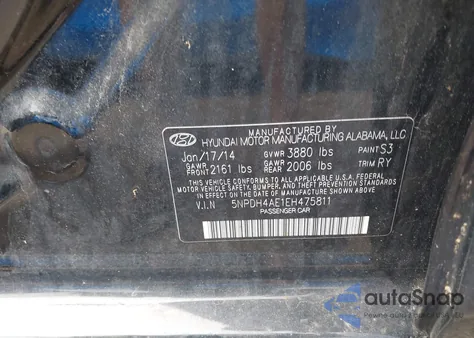 MANUFACTURED BY
HYUNDAI MOTOR MANUFACTURING ALABAMA, LLC
Jan/17/14 GVWR 3880 lbs PAINT S3
GAWR FRONT 2161 lbs GAWR REAR 2006 lbs TRIM RY
THIS VEHICLE CONFORMS TO ALL APPLICABLE U.S.A. FEDERAL
MOTOR VEHICLE SAFETY, BUMPER, AND THEFT PREVENTION
STANDARDS IN EFFECT ON THE DATE OF MANUFACTURE SHOWN ABOVE.
V.I.N 5NPDH4AE1EH475811
PASSENGER CAR
autoSnap
Pewne auto z